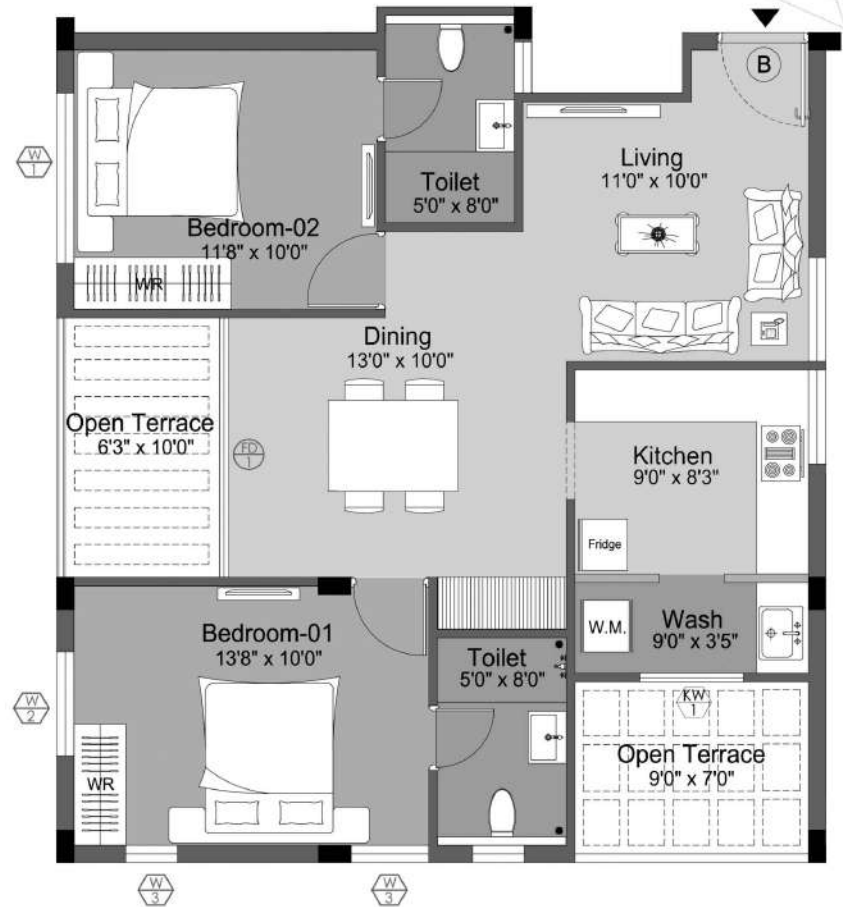 B
Living
11'0" x 10'0"
Toilet
5'0" x 8'0"
W
1
Bedroom-02
11'8" x 10'0"
WR
Dining
13'0" x 10'0"
Open Terrace
6'3" x 10'0"
FD
1
Kitchen
9'0" x 8'3"
Fridge
W.M.
Wash
9'0" x 3'5"
Bedroom-01
13'8" x 10'0"
Toilet
5'0" x 8'0"
W
2
KW
1
Open Terrace
9'0" x 7'0"
WR
W
3
W
3